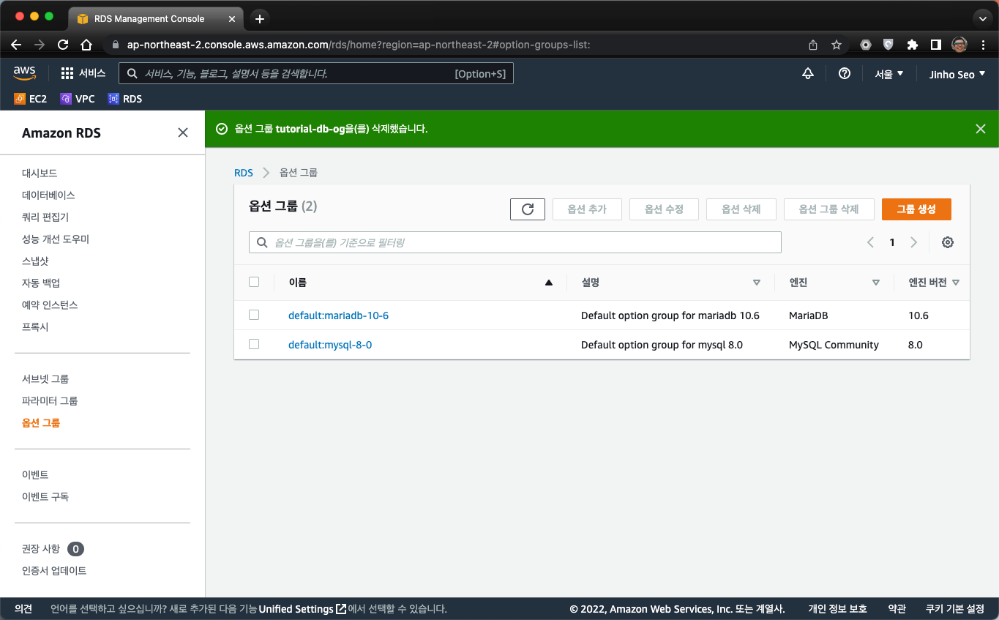 RDS Management Console
ap-northeast-2.console.aws.amazon.com/rds/home?region=ap-northeast-2#option-groups-list:
aws 서비스 서비스, 기능, 블로그, 설명서 등을 검색합니다. [Option+S] 서울 Jinho Seo
EC2 VPC RDS
Amazon RDS
옵션 그룹 tutorial-db-og을(를) 삭제했습니다.
대시보드
데이터베이스
쿼리 편집기
성능 개선 도우미
스냅샷
자동 백업
예약 인스턴스
프록시
서브넷 그룹
파라미터 그룹
옵션 그룹
이벤트
이벤트 구독
권장 사항 0
인증서 업데이트
RDS 옵션 그룹
옵션 그룹 (2) 옵션 추가 옵션 수정 옵션 삭제 옵션 그룹 삭제 그룹 생성
옵션 그룹을(를) 기준으로 필터링 1
이름 설명 엔진 엔진 버전
default:mariadb-10-6 Default option group for mariadb 10.6 MariaDB 10.6
default:mysql-8-0 Default option group for mysql 8.0 MySQL Community 8.0
의견 언어를 선택하고 싶으십니까? 새로 추가된 다음 기능 Unified Settings 에서 선택할 수 있습니다. © 2022, Amazon Web Services, Inc. 또는 계열사. 개인 정보 보호 약관 쿠키 기본 설정